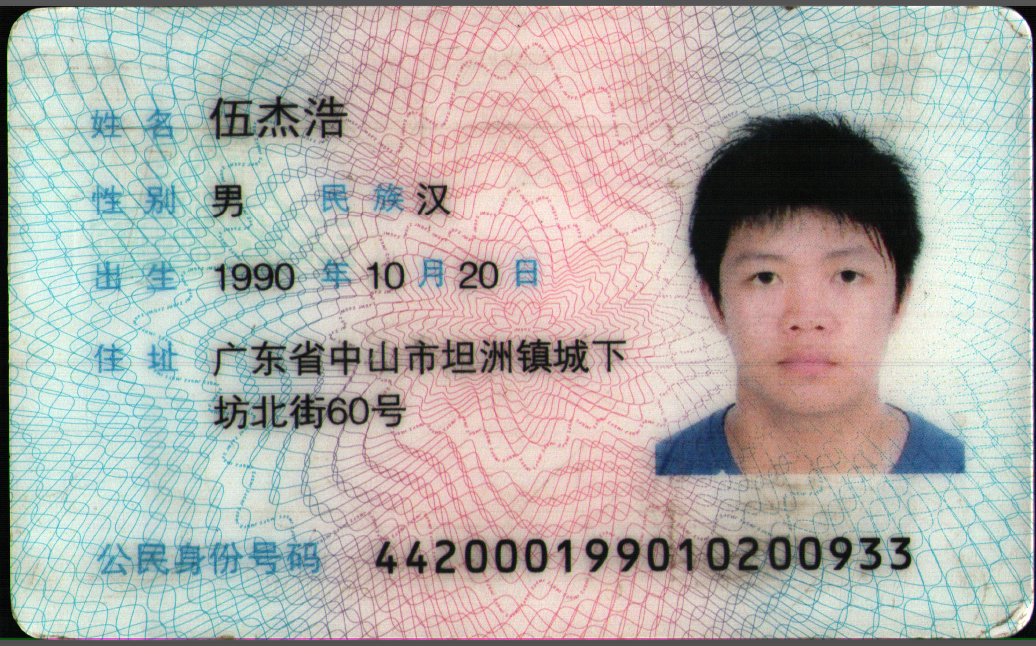 姓名 伍杰浩
性别 男 民族 汉
出生 1990 年 10 月 20 日
住址 广东省中山市坦洲镇城下
坊北街60号
公民身份号码 442000199010200933